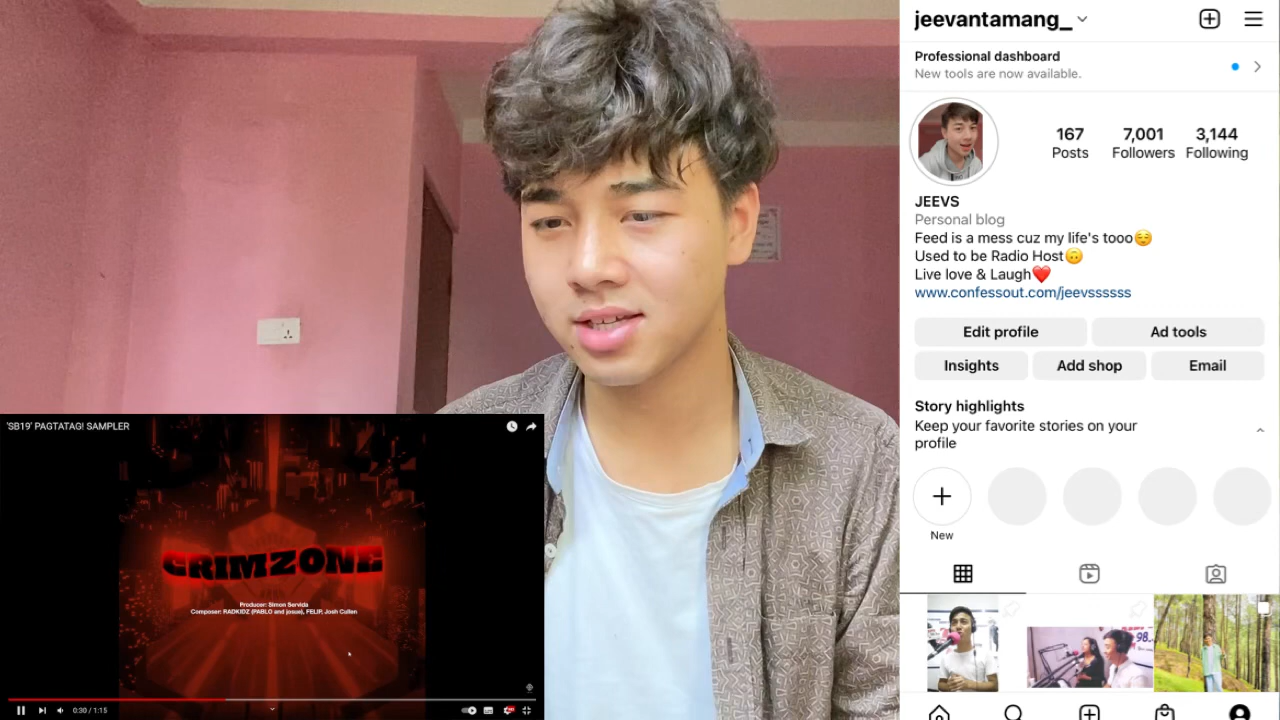 jeevantamang_
Professional dashboard
New tools are now available.
167
7,001
3,144
Posts
Followers
Following
JEEVS
Personal blog
Feed is a mess cuz my life's tooo😌
Used to be Radio Host🙃
Live love & Laugh❤️
www.confessout.com/jeevssssss
Edit profile
Ad tools
Insights
Add shop
Email
Story highlights
Keep your favorite stories on your
profile
New
98.
'SB19' PAGTATAG! SAMPLER
CRIMZONE
Producer: Simon Servida
Composer: RADKIDZ (PABLO and josue), FELIP, Josh Cullen
0:30 / 1:15